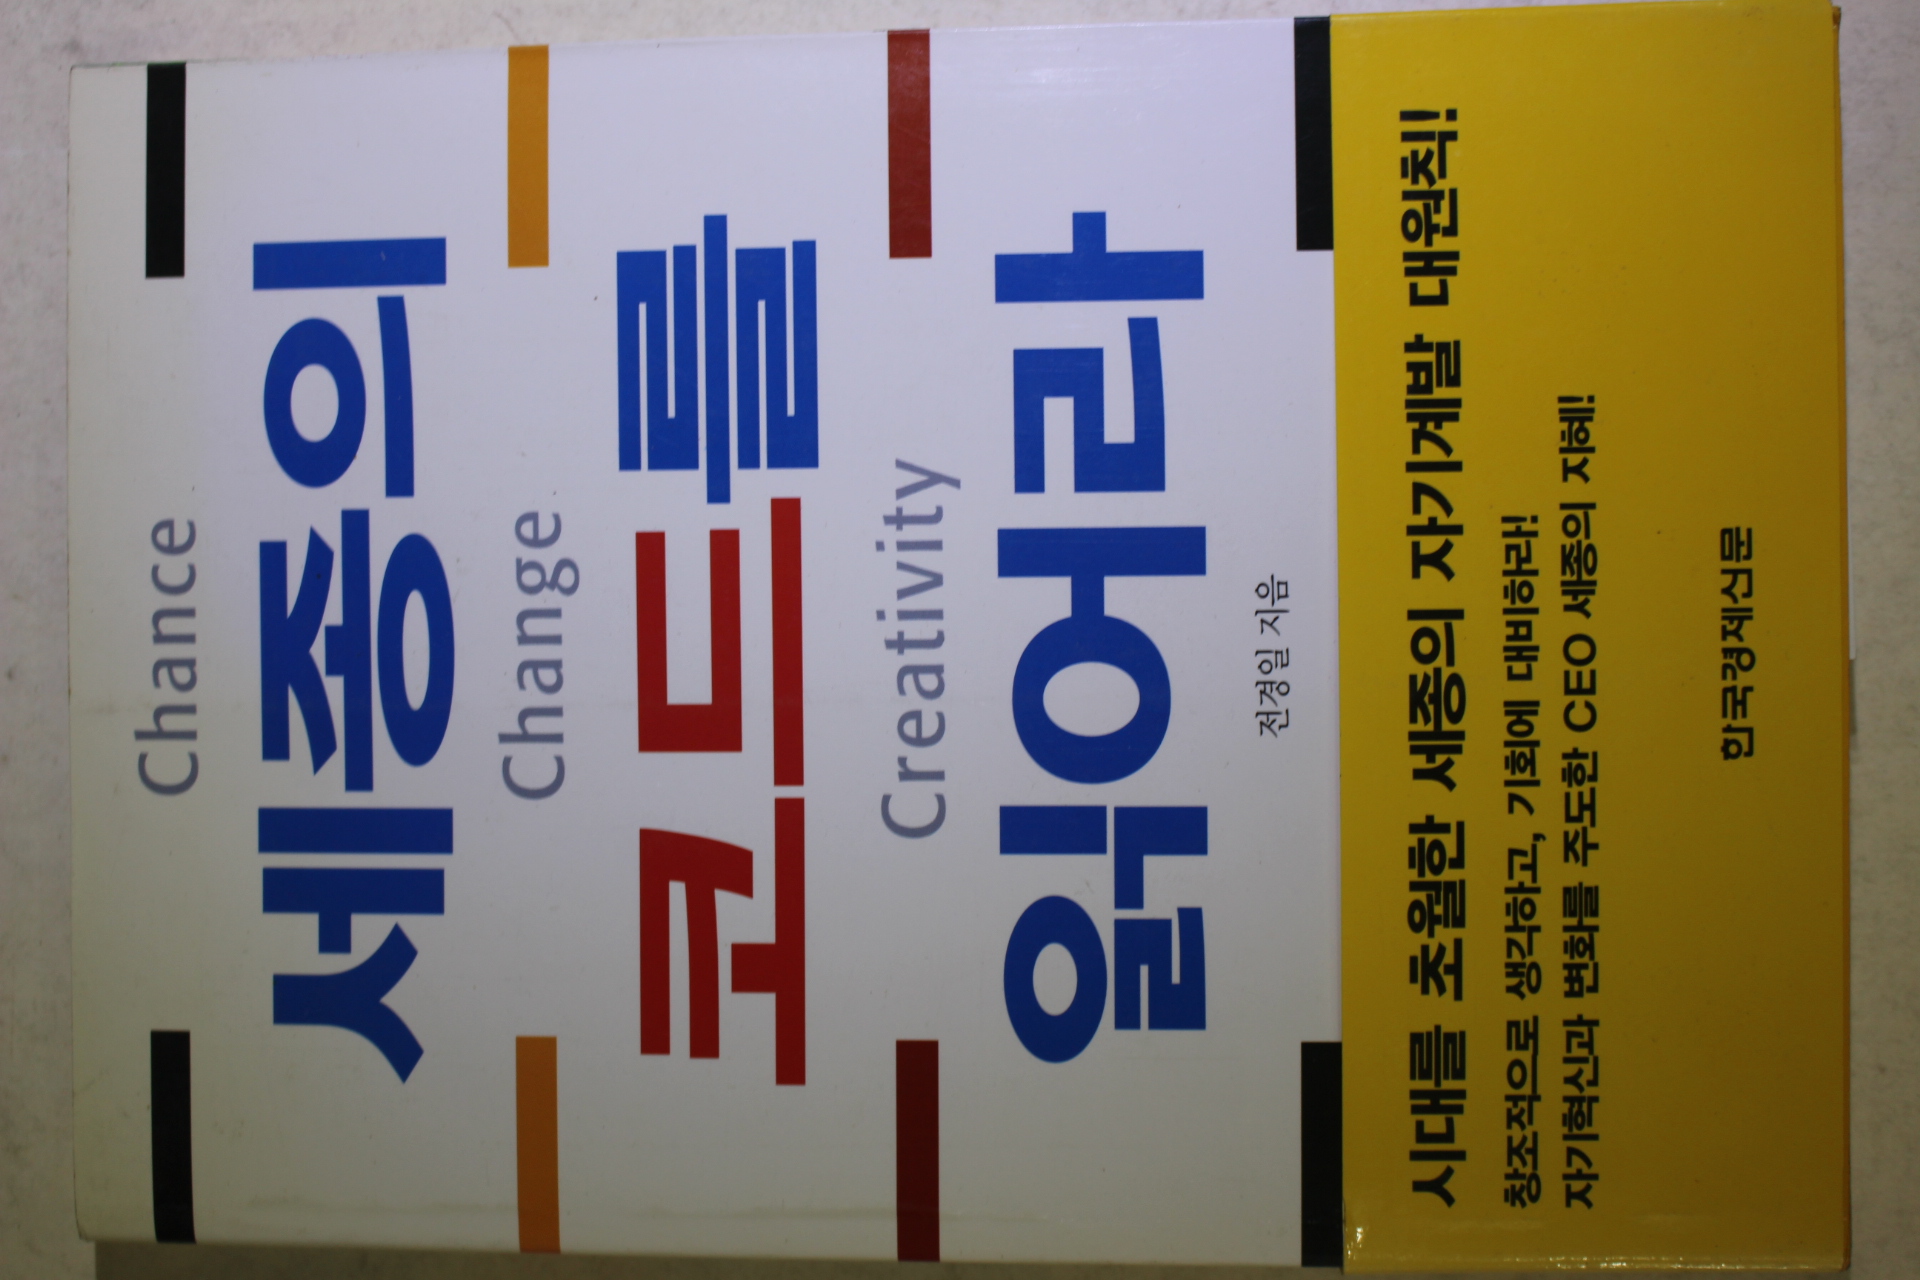 Chance
세종의
Change
코드를
Creativity
읽어라
전경일 지음
시대를 초월한 세종의 자기계발 대원칙!
창조적으로 생각하고, 기회에 대비하라!
자기혁신과 변화를 주도한 CEO 세종의 지혜!
한국경제신문